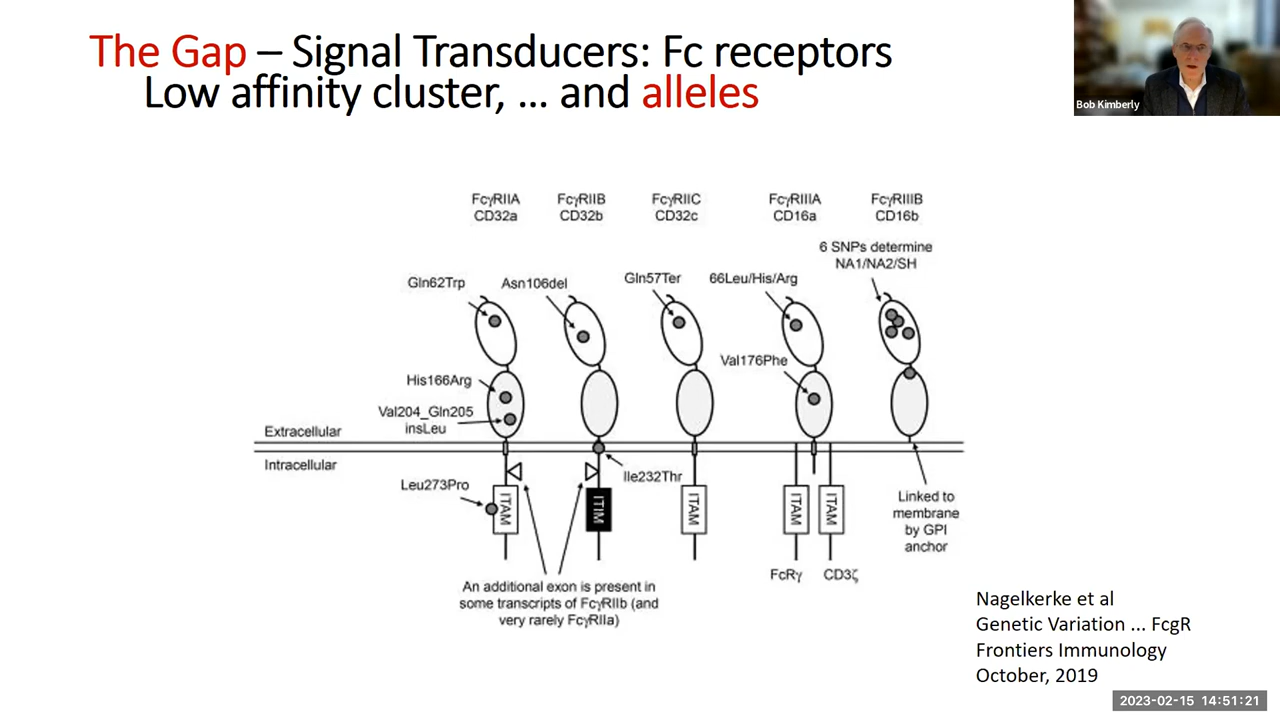 The Gap – Signal Transducers: Fc receptors
Low affinity cluster, ... and alleles
Bob Kimberly
FcγRIIA
CD32a
FcγRIIB
CD32b
FcγRIIC
CD32c
FcγRIIIA
CD16a
FcγRIIIB
CD16b
6 SNPs determine
NA1/NA2/SH
Gln62Trp
Asn106del
Gln57Ter
66Leu/His/Arg
Val176Phe
His166Arg
Val204_Gln205
insLeu
Extracellular
Intracellular
Leu273Pro
Ile232Thr
ITAM
ITIM
ITAM
ITAM
ITAM
Linked to
membrane
by GPI
anchor
FcRγ
CD3ζ
An additional exon is present in
some transcripts of FcγRIIb (and
very rarely FcγRIIa)
Nagelkerke et al
Genetic Variation ... FcgR
Frontiers Immunology
October, 2019
2023-02-15 14:51:21